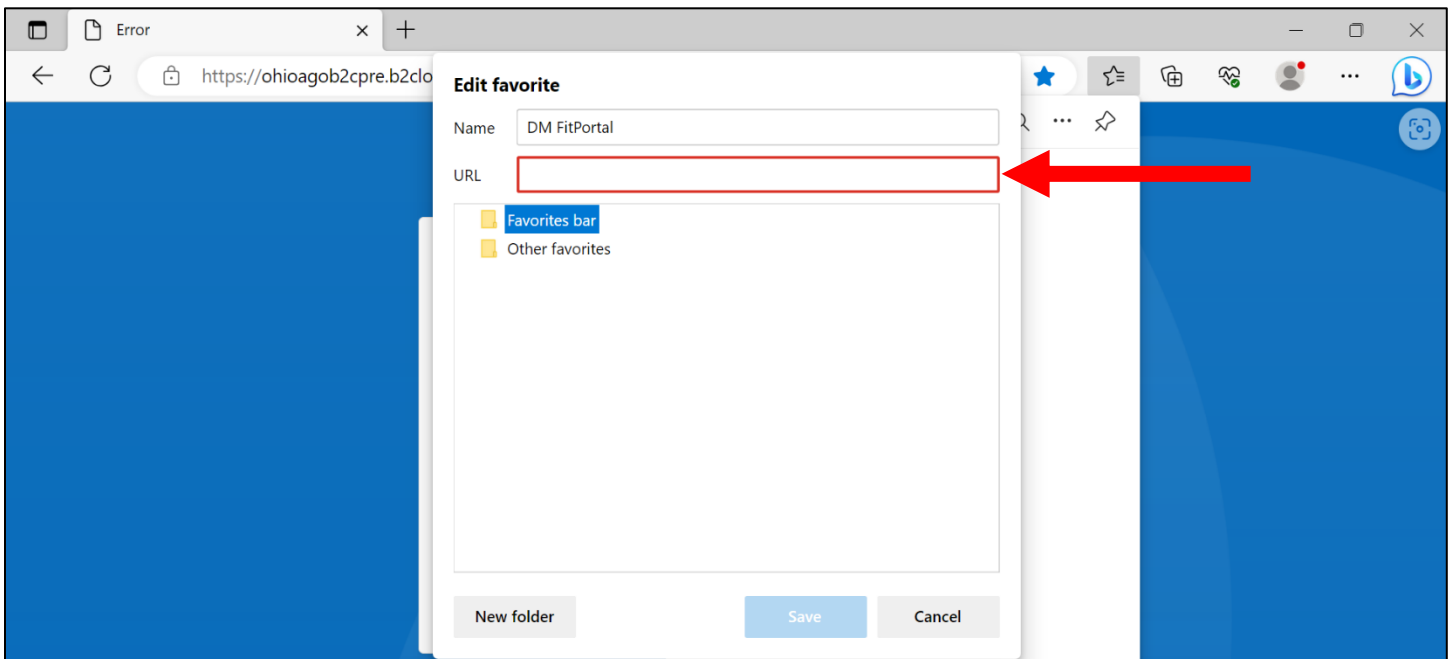 Error
https://ohioagob2cpre.b2clo
Edit favorite
Name DM FitPortal
URL
Favorites bar
Other favorites
New folder Save Cancel